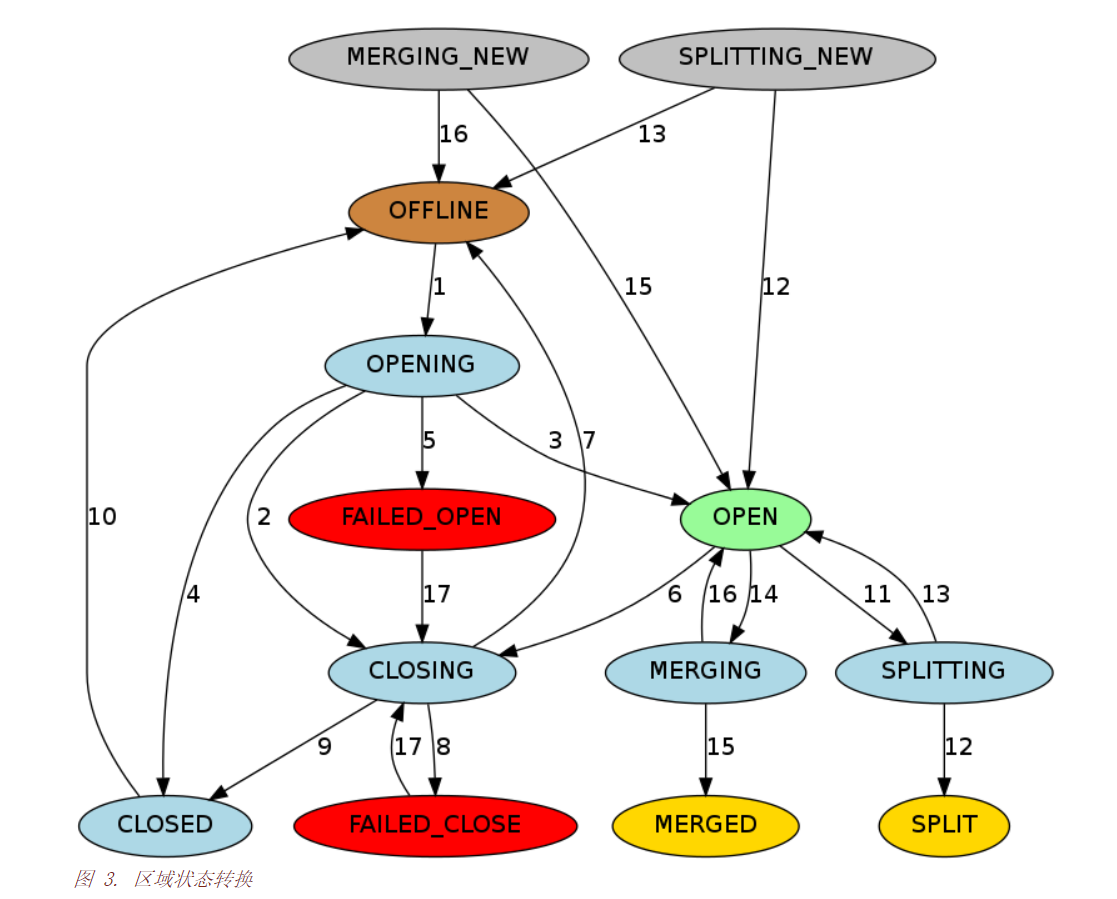 MERGING_NEW
SPLITTING_NEW
16
13
OFFLINE
1
15
12
OPENING
5
3
7
10
2
FAILED_OPEN
OPEN
4
17
6
16
14
11
13
CLOSING
MERGING
SPLITTING
9
17
8
15
12
CLOSED
FAILED_CLOSE
MERGED
SPLIT
图 3. 区域状态转换